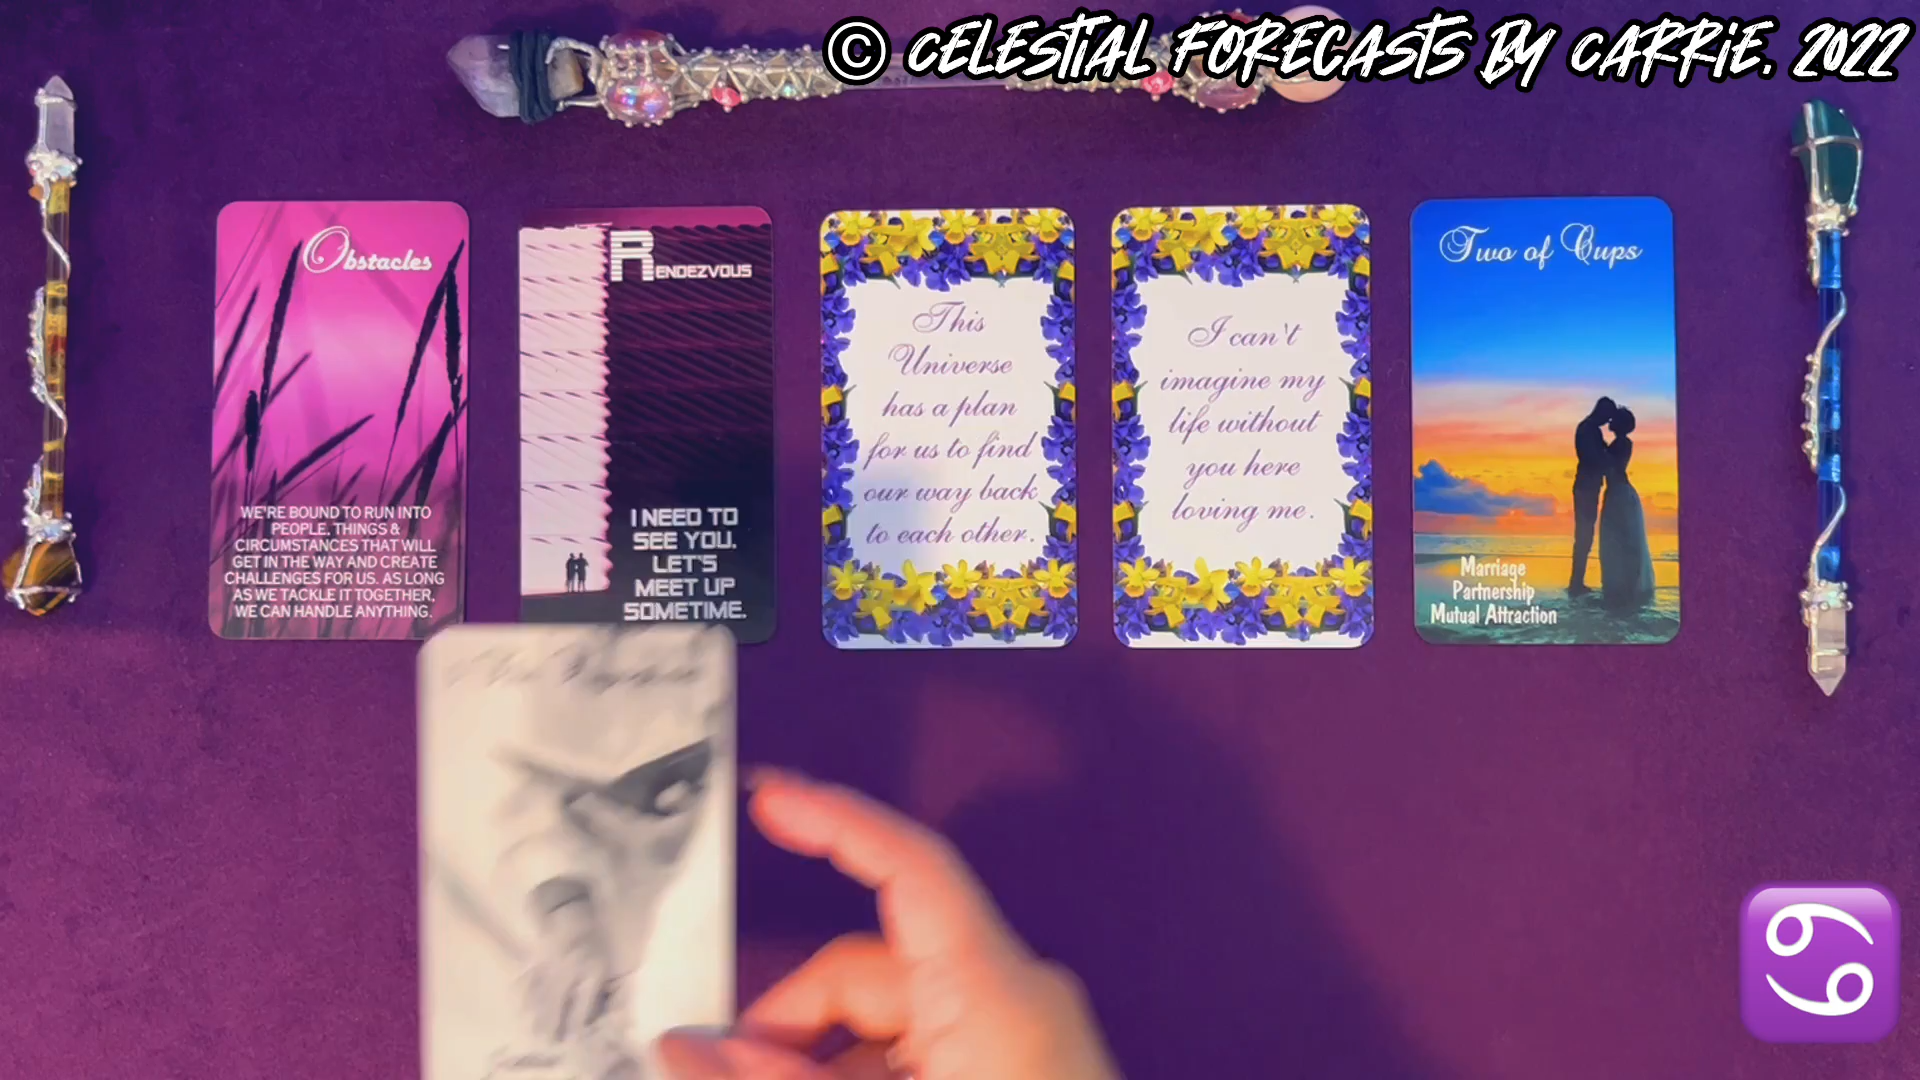 © CELESTIAL FORECASTS BY CARRIE. 2022
Obstacles
WE'RE BOUND TO RUN INTO
PEOPLE, THINGS &
CIRCUMSTANCES THAT WILL
GET IN THE WAY AND CREATE
CHALLENGES FOR US. AS LONG
AS WE TACKLE IT TOGETHER,
WE CAN HANDLE ANYTHING.
RENDEZVOUS
I NEED TO
SEE YOU.
LET'S
MEET UP
SOMETIME.
This
Universe
has a plan
for us to find
our way back
to each other.
I can't
imagine my
life without
you here
loving me.
Two of Cups
Marriage
Partnership
Mutual Attraction